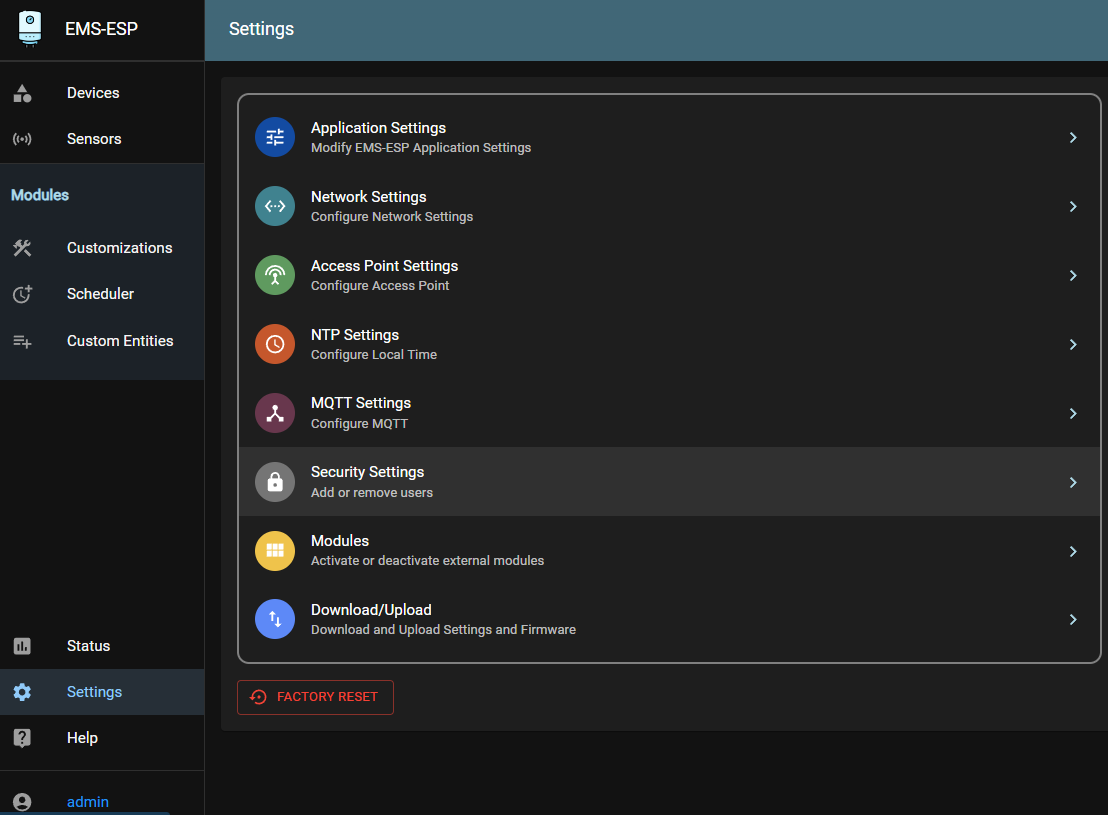 EMS-ESP
Settings
Devices
Sensors
Modules
Customizations
Scheduler
Custom Entities
Status
Settings
Help
admin
Application Settings
Modify EMS-ESP Application Settings
Network Settings
Configure Network Settings
Access Point Settings
Configure Access Point
NTP Settings
Configure Local Time
MQTT Settings
Configure MQTT
Security Settings
Add or remove users
Modules
Activate or deactivate external modules
Download/Upload
Download and Upload Settings and Firmware
FACTORY RESET